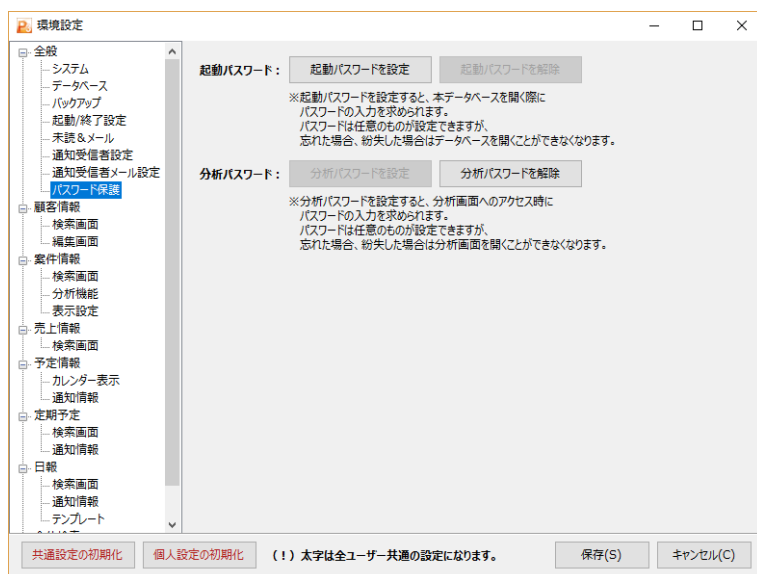 環境設定
全般
システム
データベース
バックアップ
起動/終了設定
未読&メール
通知受信者設定
通知受信者メール設定
パスワード保護
顧客情報
検索画面
編集画面
案件情報
検索画面
分析機能
表示設定
売上情報
検索画面
予定情報
カレンダー表示
通知情報
定期予定
検索画面
通知情報
日報
検索画面
通知情報
テンプレート
起動パスワード： 起動パスワードを設定 起動パスワードを解除
※起動パスワードを設定すると、本データベースを開く際に
パスワードの入力を求められます。
パスワードは任意のものが設定できますが、
忘れた場合、紛失した場合はデータベースを開くことができなくなります。
分析パスワード： 分析パスワードを設定 分析パスワードを解除
※分析パスワードを設定すると、分析画面へのアクセス時に
パスワードの入力を求められます。
パスワードは任意のものが設定できますが、
忘れた場合、紛失した場合は分析画面を開くことができなくなります。
共通設定の初期化 個人設定の初期化 (！) 太字は全ユーザー共通の設定になります。 保存(S) キャンセル(C)